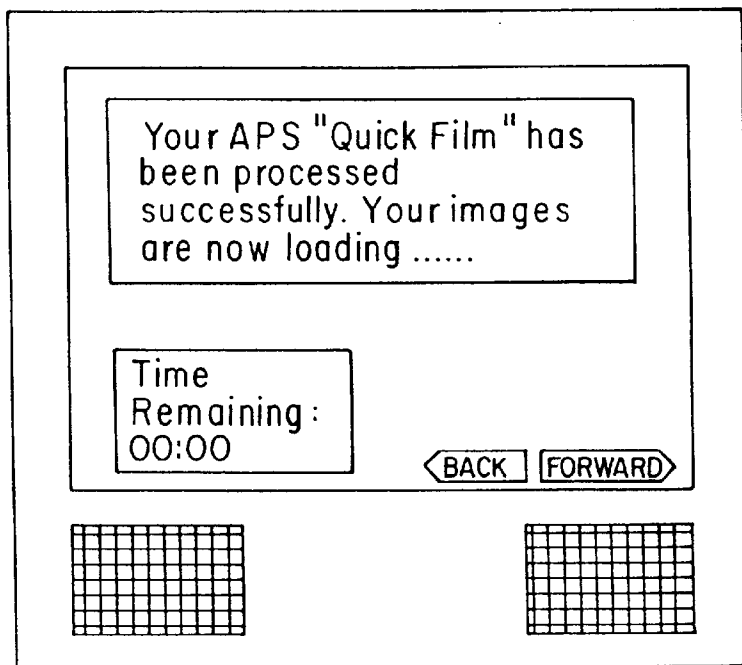 Your APS "Quick Film" has
been processed
successfully. Your images
are now loading ......
Time
Remaining:
00:00
BACK
FORWARD